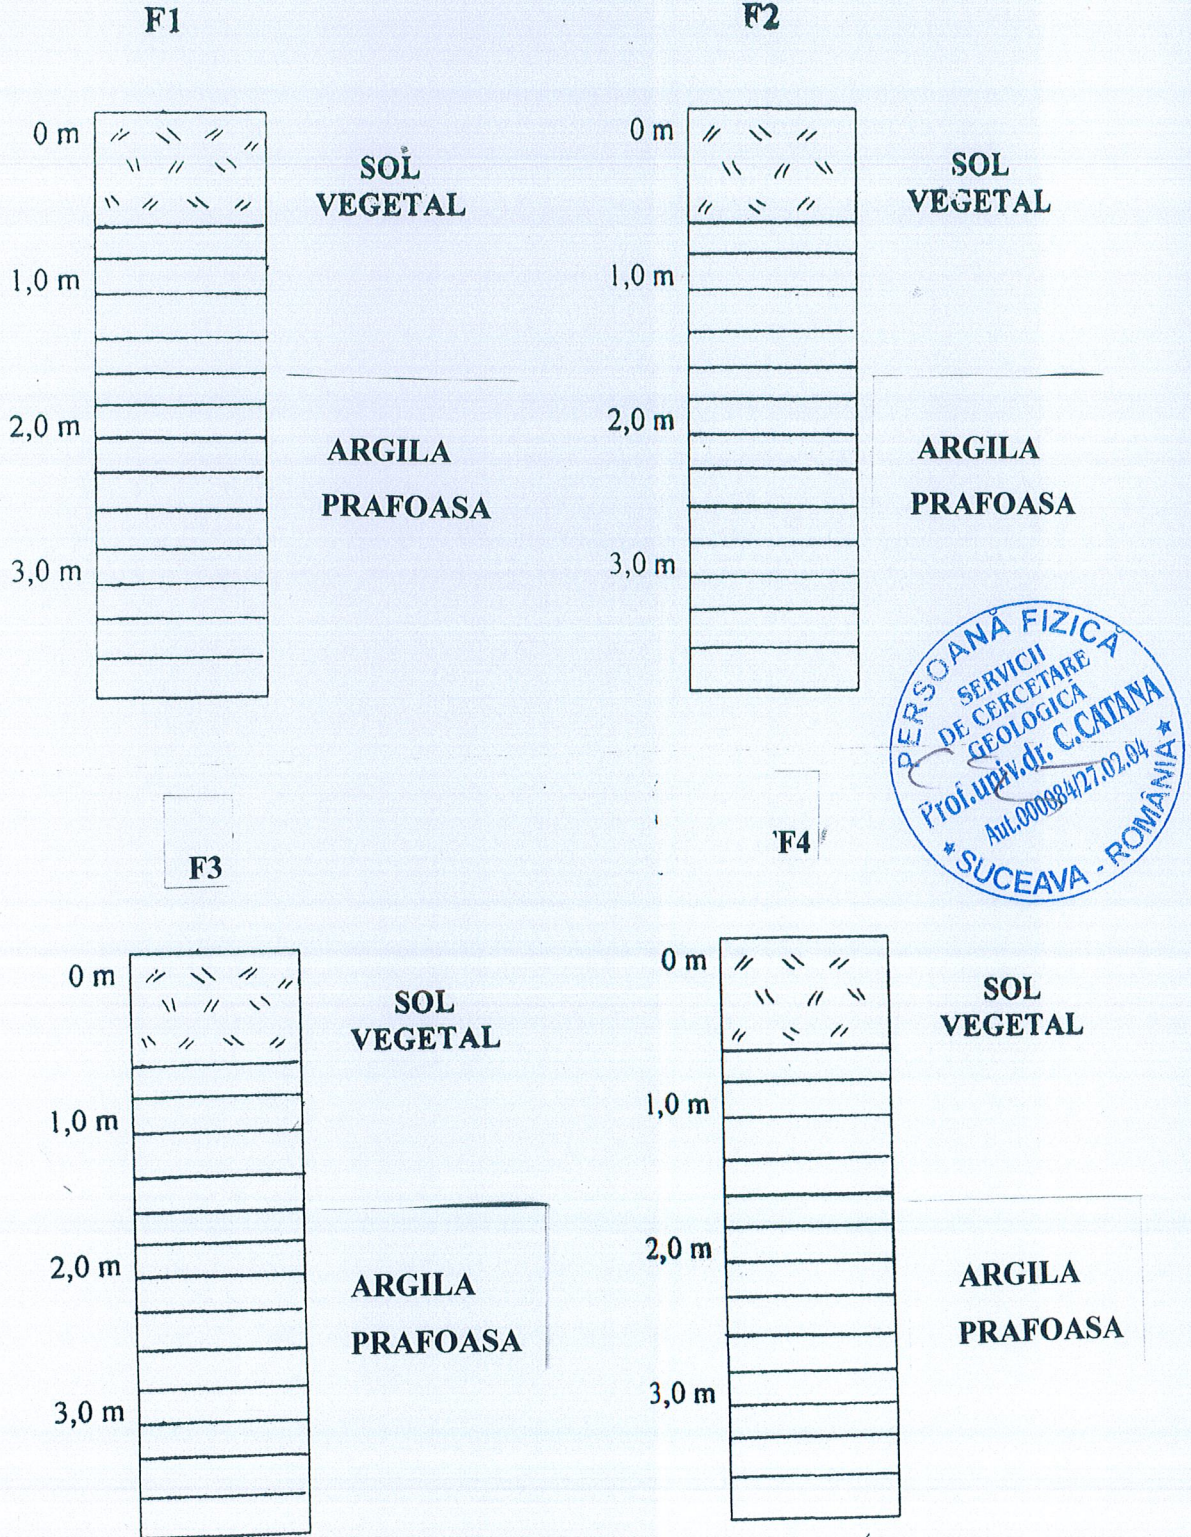 F1
0 m
SOL
VEGETAL
1,0 m
2,0 m
ARGILA
PRAFOASA
3,0 m
F2
0 m
SOL
VEGETAL
1,0 m
2,0 m
ARGILA
PRAFOASA
3,0 m
PERSOANĂ FIZICĂ
SERVICII
DE CERCETARE
GEOLOGICĂ
Prof.univ.dr. C.CATANA
Aut.000084/27.02.04
* SUCEAVA - ROMÂNIA *
F3
0 m
SOL
VEGETAL
1,0 m
2,0 m
ARGILA
PRAFOASA
3,0 m
F4
0 m
SOL
VEGETAL
1,0 m
2,0 m
ARGILA
PRAFOASA
3,0 m